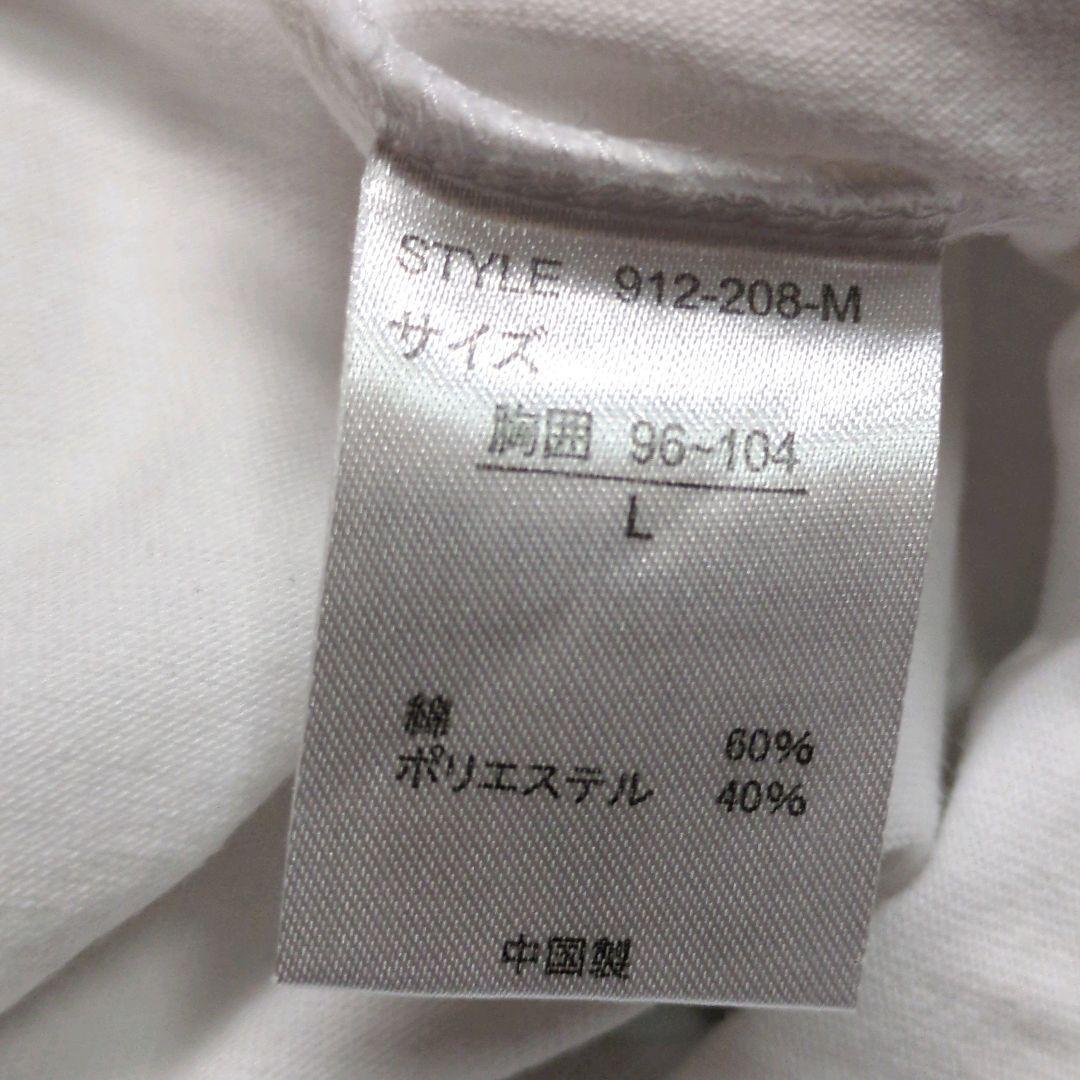 STYLE 912-208-M
サイズ
胸囲 96~104
L
綿 60%
ポリエステル 40%
中国製